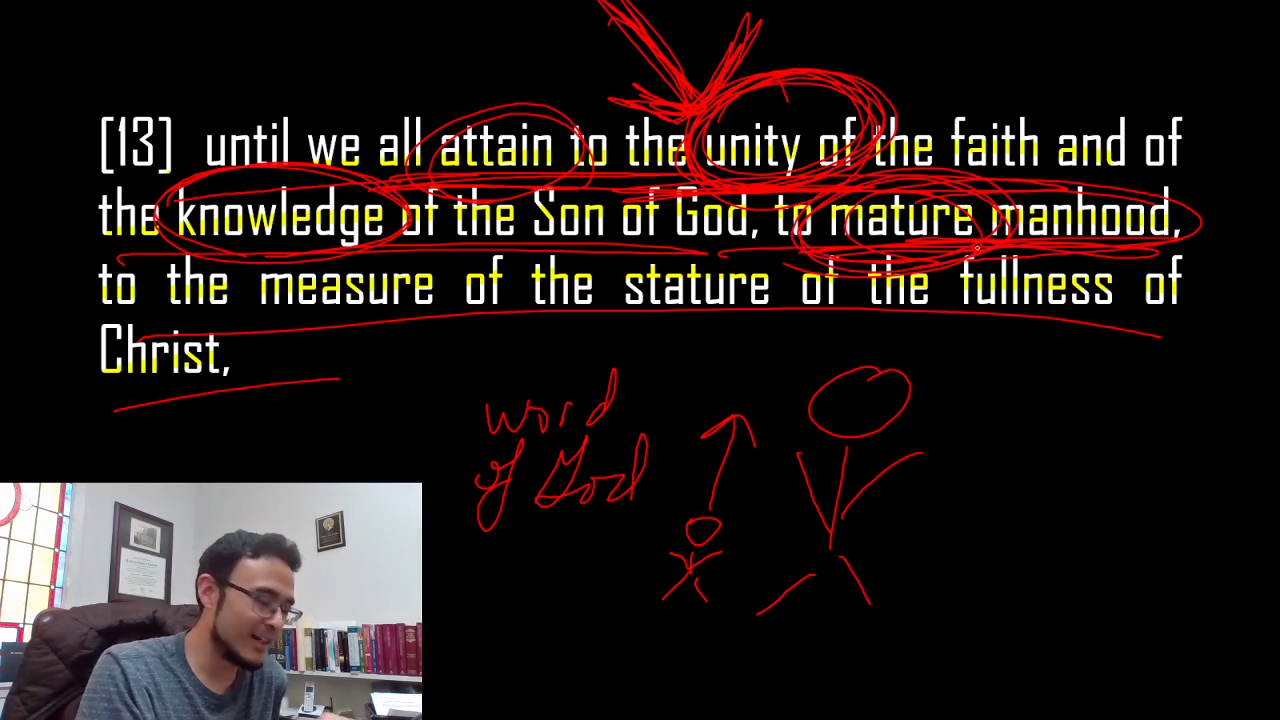 [13] until we all attain to the unity of the faith and of
the knowledge of the Son of God, to mature manhood,
to the measure of the stature of the fullness of
Christ,
word
of God